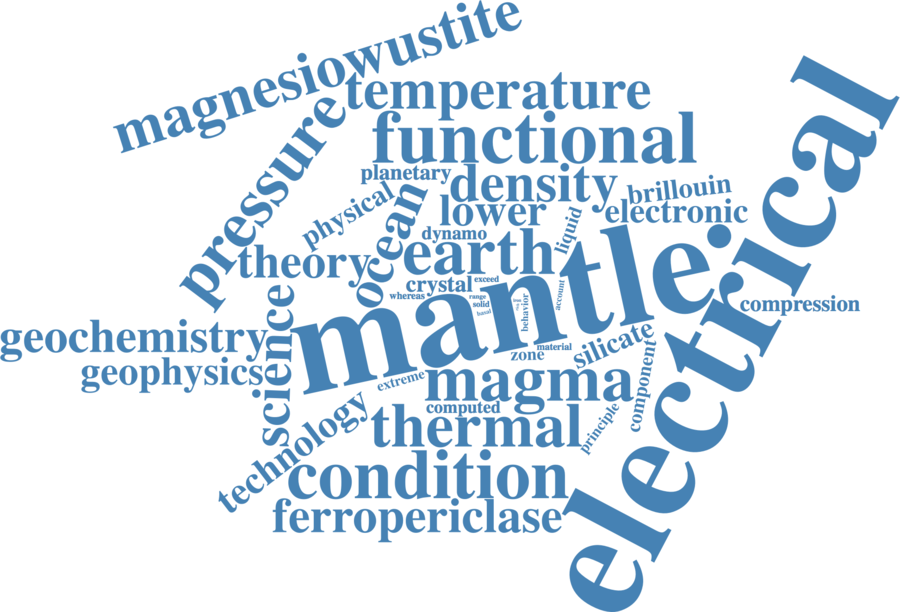 magnesiowustite
temperature
pressure
functional
planetary
density
brillouin
physical
ocean
lower
electronic
liquid
dynamo
theory
earth
electrical
mantle:
crystal
exceed
whereas
range
solid
basal
behavior
account
compression
geochemistry
science
material
zone
silicate
geophysics
extreme
magma
component
computed
technology
thermal
principle
condition
ferropericlase